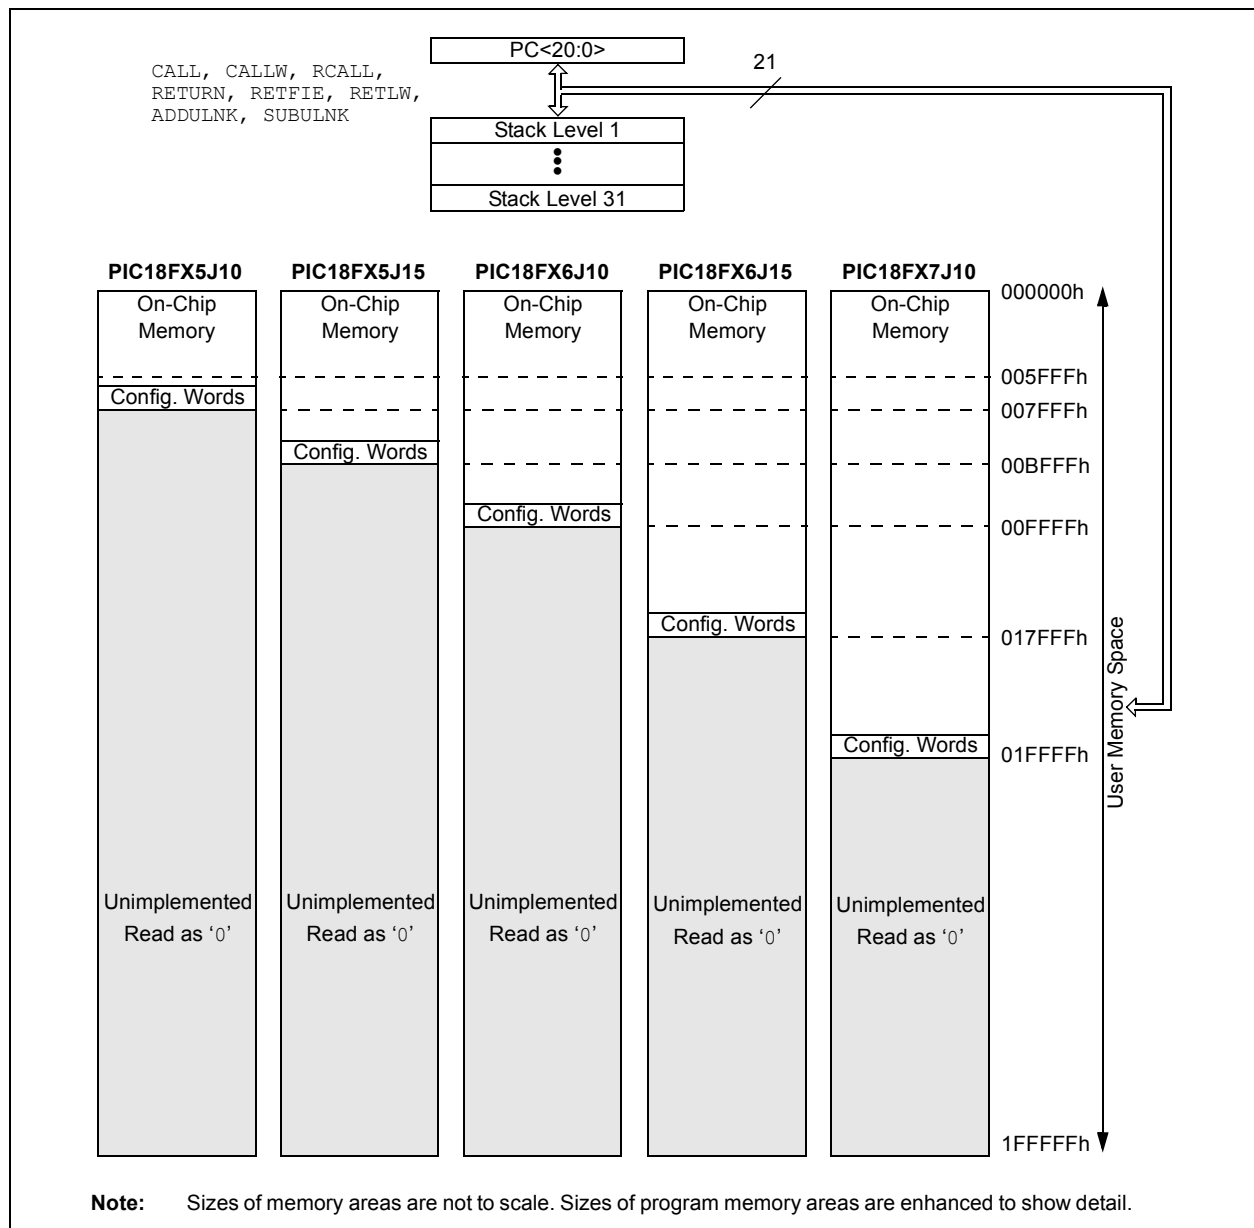 PC<20:0>
21
CALL, CALLW, RCALL,
RETURN, RETFIE, RETLW,
ADDULNK, SUBULNK
Stack Level 1
Stack Level 31
PIC18FX5J10
PIC18FX5J15
PIC18FX6J10
PIC18FX6J15
PIC18FX7J10
On-Chip
Memory
Config. Words
Unimplemented
Read as ‘0’
On-Chip
Memory
Config. Words
Unimplemented
Read as ‘0’
On-Chip
Memory
Config. Words
Unimplemented
Read as ‘0’
On-Chip
Memory
Config. Words
Unimplemented
Read as ‘0’
On-Chip
Memory
Config. Words
Unimplemented
Read as ‘0’
000000h
005FFFh
007FFFh
00BFFFh
00FFFFh
017FFFh
01FFFFh
1FFFFFh
User Memory Space
Note: Sizes of memory areas are not to scale. Sizes of program memory areas are enhanced to show detail.